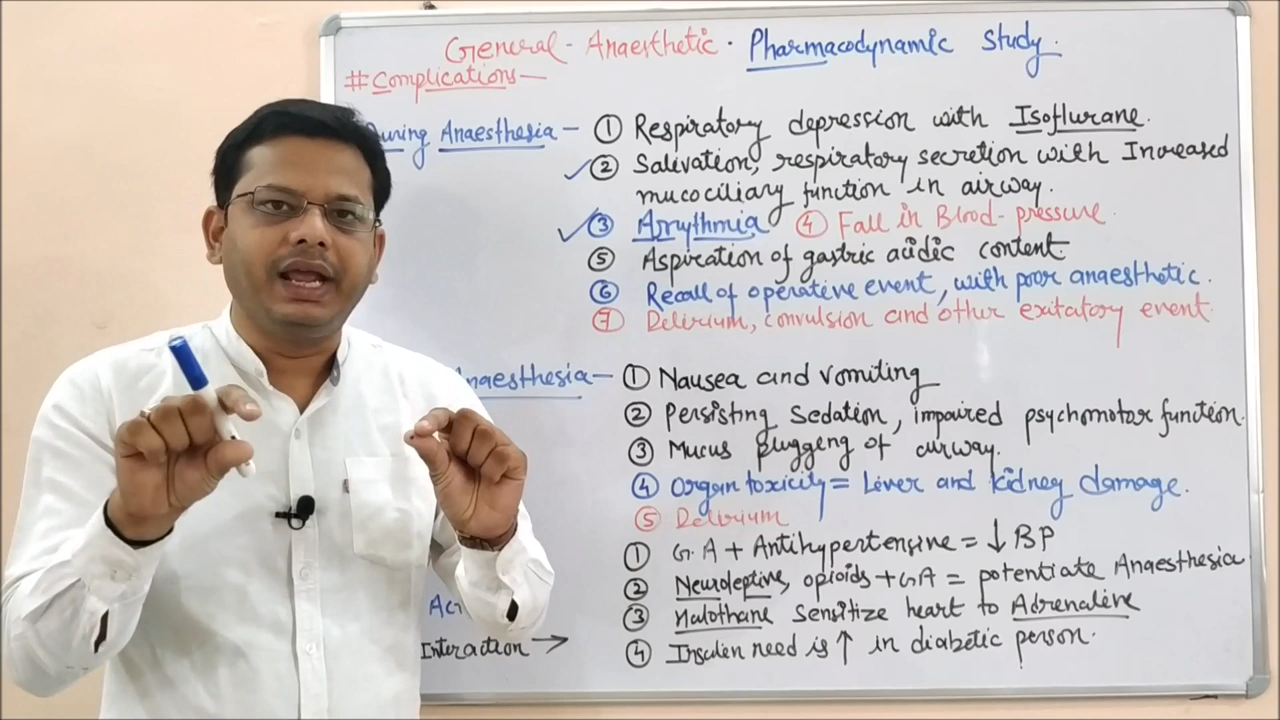 General - Anaesthetic. Pharmacodynamic study.
# Complications —
During Anaesthesia – ① Respiratory depression with Isoflurane.
② Salivation, respiratory secretion with Increased
mucociliary function in airway.
③ Arrythmia ④ Fall in Blood-pressure
⑤ Aspiration of gastric acidic content.
⑥ Recall of operative event, with poor anaesthetic.
⑦ Delirium, convulsion and other exitatory event.
Anaesthesia – ① Nausea and vomiting
② Persisting Sedation, impaired psychomotor function.
③ Mucus pluggeng of airway.
④ Organ toxicity = Liver and kidney damage.
⑤ Delirium
① G.A + Antihypertensive = ↓ BP
② Neuroleptive, opioids + GA = potentiate Anaesthesia
③ Halothane Sensitize heart to Adrenaline
Interaction → ④ Insulin need is ↑ in diabetic person.